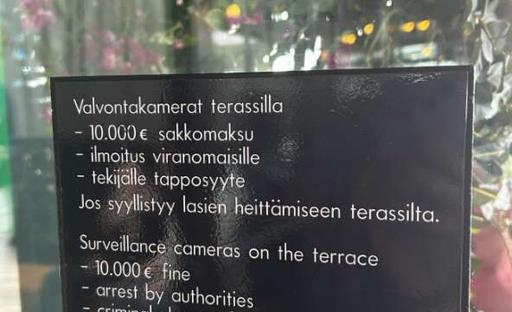 Valvontakamerat terassilla
- 10.000 € sakkomaksu
- ilmoitus viranomaisille
- tekijälle tapposyyte
Jos syyllistyy lasien heittämiseen terassilta.
Surveillance cameras on the terrace
- 10.000 € fine
- arrest by authorities